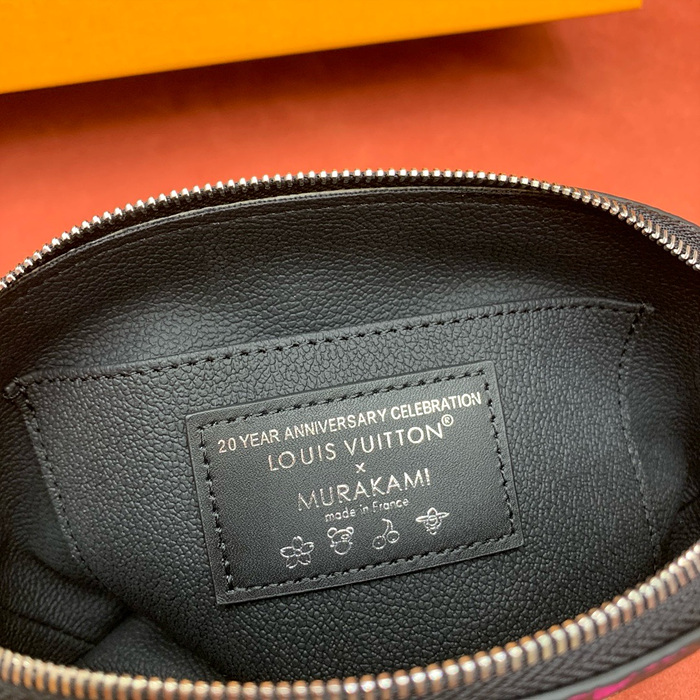 20 YEAR ANNIVERSARY CELEBRATION
LOUIS VUITTON®
x
MURAKAMI
made in France